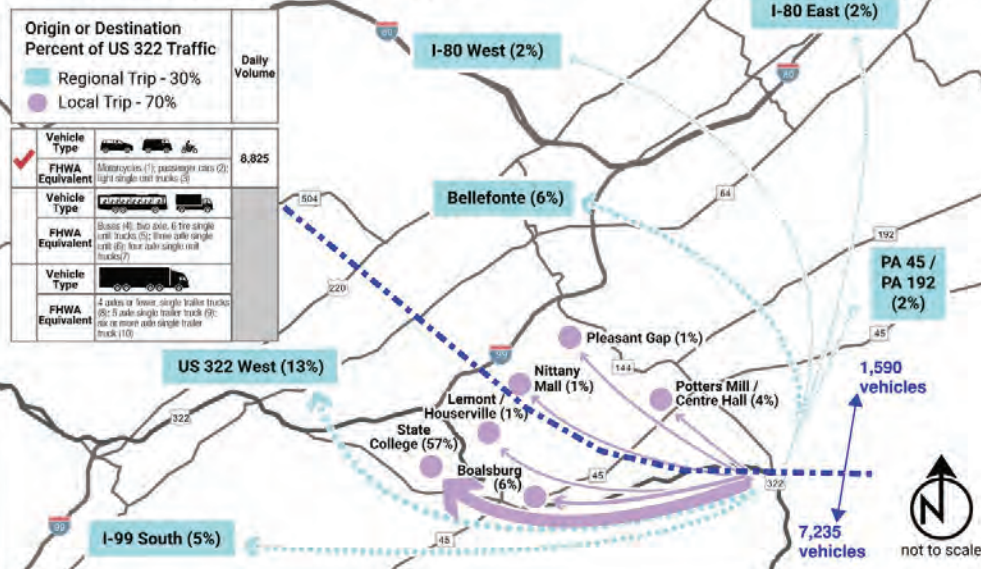 I-80 East (2%)
Origin or Destination
Percent of US 322 Traffic
Regional Trip - 30%
Local Trip - 70%
Daily
Volume
80
I-80 West (2%)
80
Vehicle
Type
8,825
FHWA
Equivalent
Motorcycles (1); passenger cars (2);
light single unit trucks (3)
Vehicle
Type
FHWA
Equivalent
Buses (4); two axle, 6 tire single
unit trucks (5); three axle single
unit (6); four axle single unit
trucks(7)
Vehicle
Type
FHWA
Equivalent
4 axles or fewer, single trailer trucks
(8); 5 axle single trailer truck (9);
six or more axle single trailer
truck (10)
504
Bellefonte (6%)
64
192
220
PA 45 /
PA 192
(2%)
45
99
Pleasant Gap (1%)
144
US 322 West (13%)
Nittany
Mall (1%)
Potters Mill /
Centre Hall (4%)
1,590
vehicles
Lemont /
Houserville (1%)
322
State
College (57%)
Boalsburg
(6%)
45
322
99
I-99 South (5%)
45
7,235
vehicles
N
not to scale